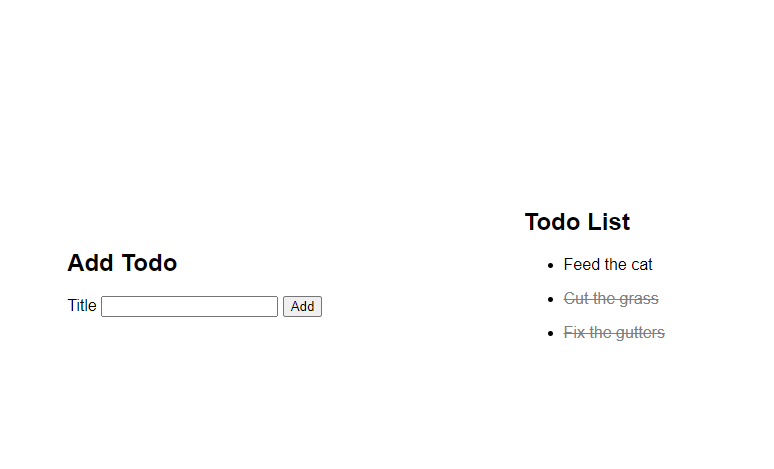 Add Todo
Title Add
Todo List
Feed the cat
Cut the grass
Fix the gutters